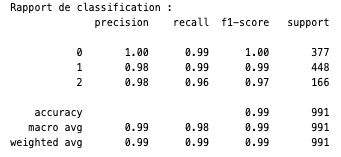 Rapport de classification :
precision recall f1-score support
0 1.00 0.99 1.00 377
1 0.98 0.99 0.99 448
2 0.98 0.96 0.97 166
accuracy 0.99 991
macro avg 0.99 0.98 0.99 991
weighted avg 0.99 0.99 0.99 991